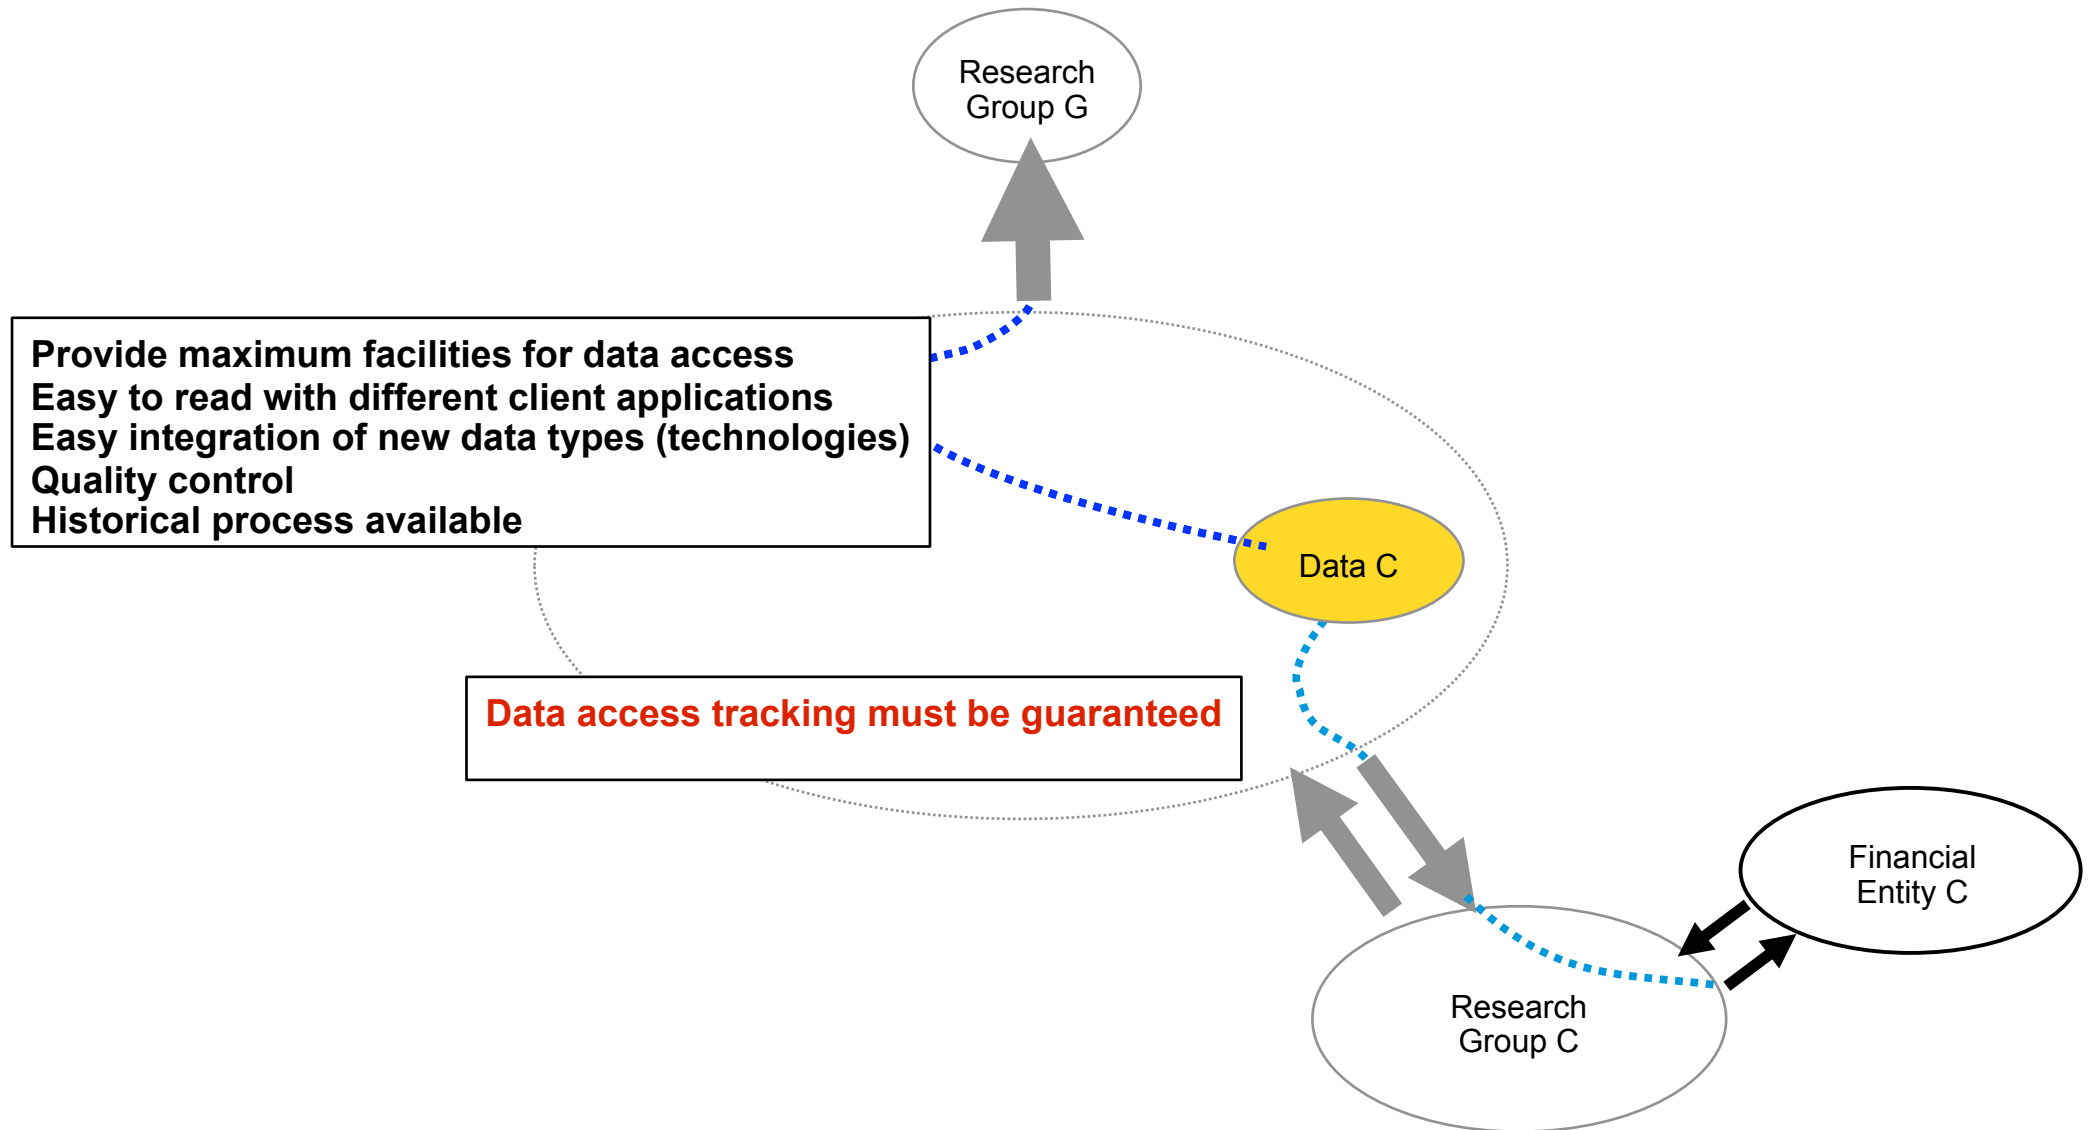 Research
Group G
Provide maximum facilities for data access
Easy to read with different client applications
Easy integration of new data types (technologies)
Quality control
Historical process available
Data C
Data access tracking must be guaranteed
Financial
Entity C
Research
Group C